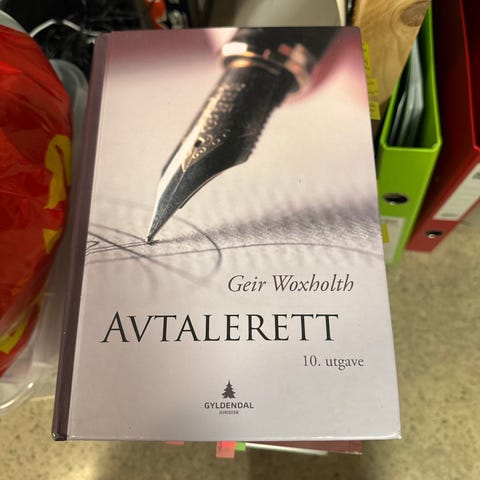 Geir Woxholth
AVTALERETT
10. utgave
GYLDENDAL
JURIDISK